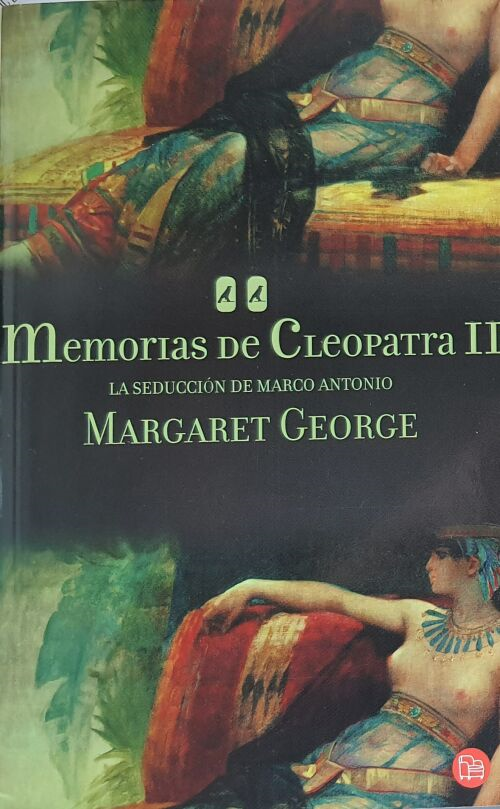 Memorias de Cleopatra II
LA SEDUCCIÓN DE MARCO ANTONIO
MARGARET GEORGE